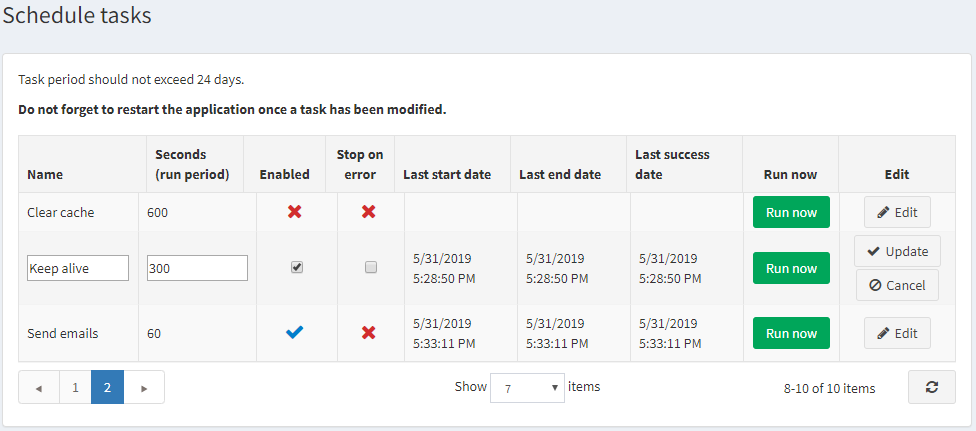 Schedule tasks
Task period should not exceed 24 days.
Do not forget to restart the application once a task has been modified.
Name Seconds (run period) Enabled Stop on error Last start date Last end date Last success date Run now Edit
Clear cache 600 Run now Edit
Keep alive 300 5/31/2019 5:28:50 PM 5/31/2019 5:28:50 PM 5/31/2019 5:28:50 PM Run now Update Cancel
Send emails 60 5/31/2019 5:33:11 PM 5/31/2019 5:33:11 PM 5/31/2019 5:33:11 PM Run now Edit
1 2 Show 7 items 8-10 of 10 items